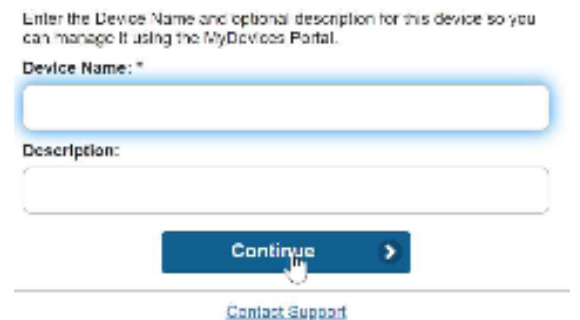 Enter the Device Name and optional description for this device so you
can manage it using the MyDevices Portal.
Device Name: *
Description:
Continue
Contact Support